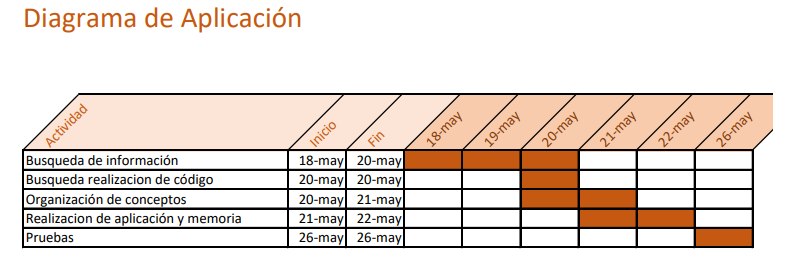 Diagrama de Aplicación
Actividad Inicio Fin 18-may 19-may 20-may 21-may 22-may 26-may
Busqueda de información 18-may 20-may
Busqueda realizacion de código 20-may 20-may
Organización de conceptos 20-may 21-may
Realizacion de aplicación y memoria 21-may 22-may
Pruebas 26-may 26-may